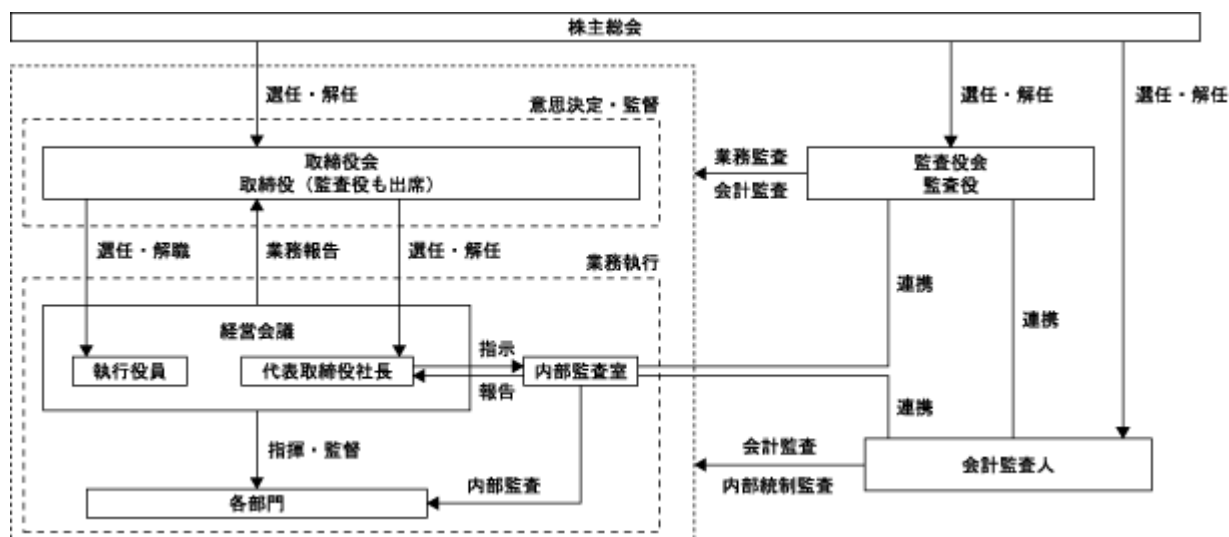 株主総会
選任・解任
選任・解任
選任・解任
意思決定・監督
取締役会
取締役（監査役も出席）
業務監査
会計監査
監査役会
監査役
選任・解職
業務報告
選任・解任
業務執行
連携
連携
経営会議
執行役員
代表取締役社長
指示
報告
内部監査室
連携
指揮・監督
会計監査
内部統制監査
会計監査人
内部監査
各部門